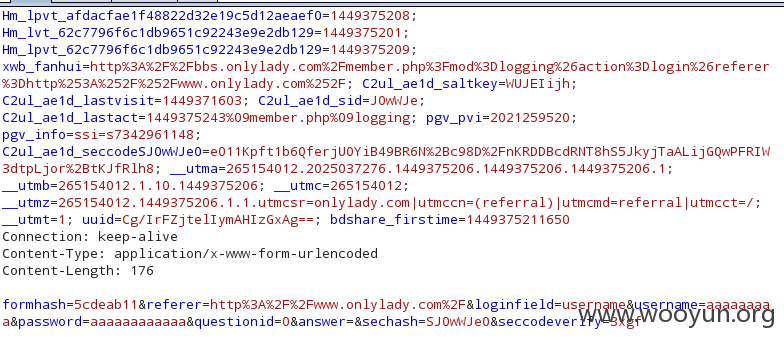 Hm_lpvt_afdacfae1f48822d32e19c5d12aeaef0=1449375208;
Hm_lvt_62c7796f6c1db9651c92243e9e2db129=1449375201;
Hm_lpvt_62c7796f6c1db9651c92243e9e2db129=1449375209;
xwb_fanhui=http%3A%2F%2Fbbs.onlylady.com%2Fmember.php%3Fmod%3Dlogging%26action%3Dlogin%26referer
%3Dhttp%253A%252F%252Fwww.onlylady.com%252F; C2ul_ae1d_saltkey=WUJEIijh;
C2ul_ae1d_lastvisit=1449371603; C2ul_ae1d_sid=J0wWJe;
C2ul_ae1d_lastact=1449375243%09member.php%09logging; pgv_pvi=2021259520;
pgv_info=ssi=s7342961148;
C2ul_ae1d_seccodeSJ0wWJe0=e011Kpft1b6QferjU0YiB49BR6N%2Bc98D%2FnKRDDBcdRNT8hS5JkyjTaALijGQwPFRIW
3dtpLjor%2BtKJfRlh8; __utma=265154012.2025037276.1449375206.1449375206.1449375206.1;
__utmb=265154012.1.10.1449375206; __utmc=265154012;
__utmz=265154012.1449375206.1.1.utmcsr=onlylady.com|utmccn=(referral)|utmcmd=referral|utmcct=/;
__utmt=1; uuid=Cg/IrFZjtelIymAHIzGxAg==; bdshare_firstime=1449375211650
Connection: keep-alive
Content-Type: application/x-www-form-urlencoded
Content-Length: 176
formhash=5cdeab11&referer=http%3A%2F%2Fwww.onlylady.com%2F&loginfield=username&username=aaaaaaaa
a&password=aaaaaaaaaaaa&questionid=0&answer=&sechash=SJ0wWJe0&seccodeverify=3xgf
www.wooyun.org